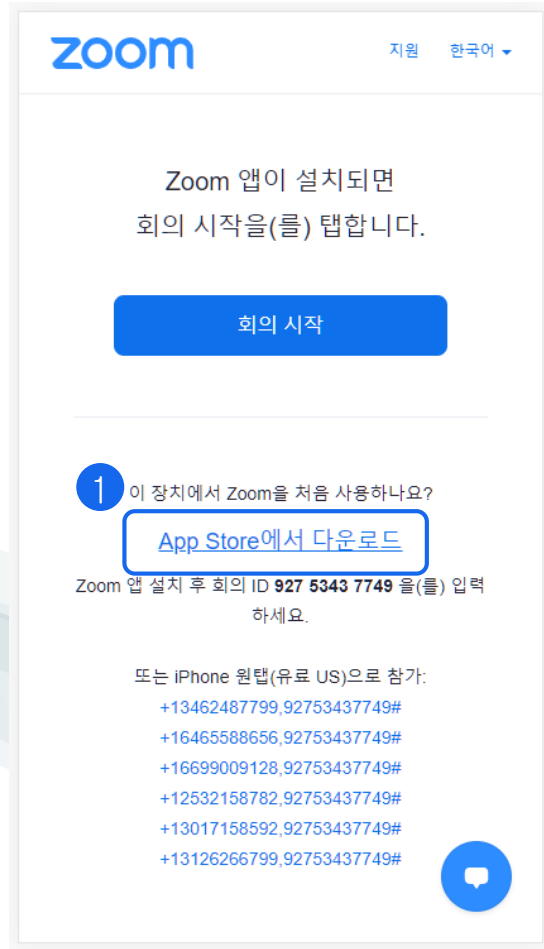 zoom
지원 한국어
Zoom 앱이 설치되면
회의 시작을(를) 탭합니다.
회의 시작
1
이 장치에서 Zoom을 처음 사용하나요?
App Store에서 다운로드
Zoom 앱 설치 후 회의 ID 927 5343 7749 을(를) 입력
하세요.
또는 iPhone 원탭(유료 US)으로 참가:
+13462487799,92753437749#
+16465588656,92753437749#
+16699009128,92753437749#
+12532158782,92753437749#
+13017158592,92753437749#
+13126266799,92753437749#